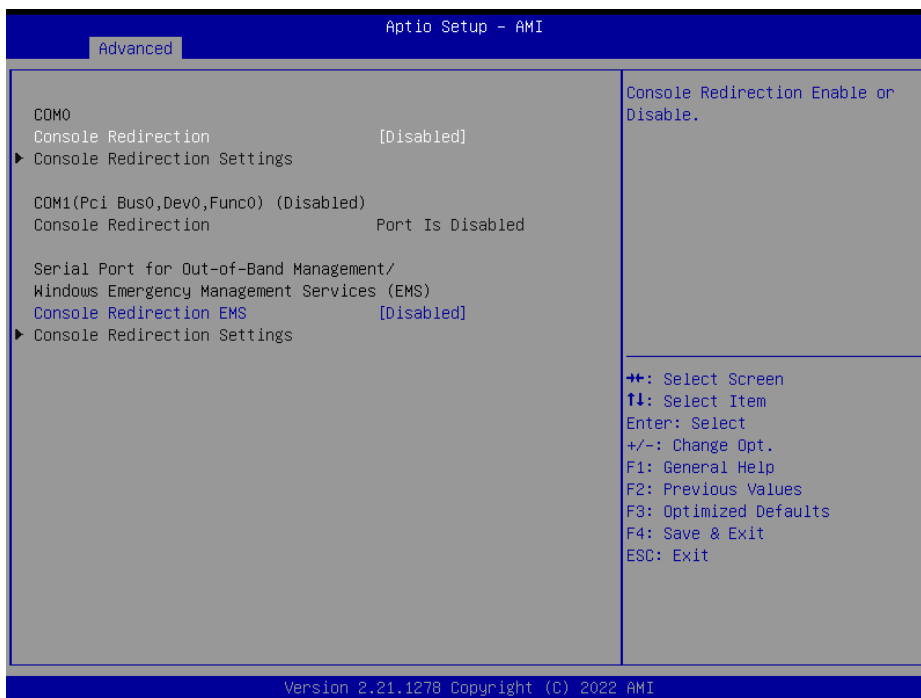 Aptio Setup – AMI
Advanced
COM0
Console Redirection [Disabled]
▶ Console Redirection Settings
COM1(Pci Bus0,Dev0,Func0) (Disabled)
Console Redirection Port Is Disabled
Serial Port for Out-of-Band Management/
Windows Emergency Management Services (EMS)
Console Redirection EMS [Disabled]
▶ Console Redirection Settings
Console Redirection Enable or
Disable.
→←: Select Screen
↑↓: Select Item
Enter: Select
+/-: Change Opt.
F1: General Help
F2: Previous Values
F3: Optimized Defaults
F4: Save & Exit
ESC: Exit
Version 2.21.1278 Copyright (C) 2022 AMI